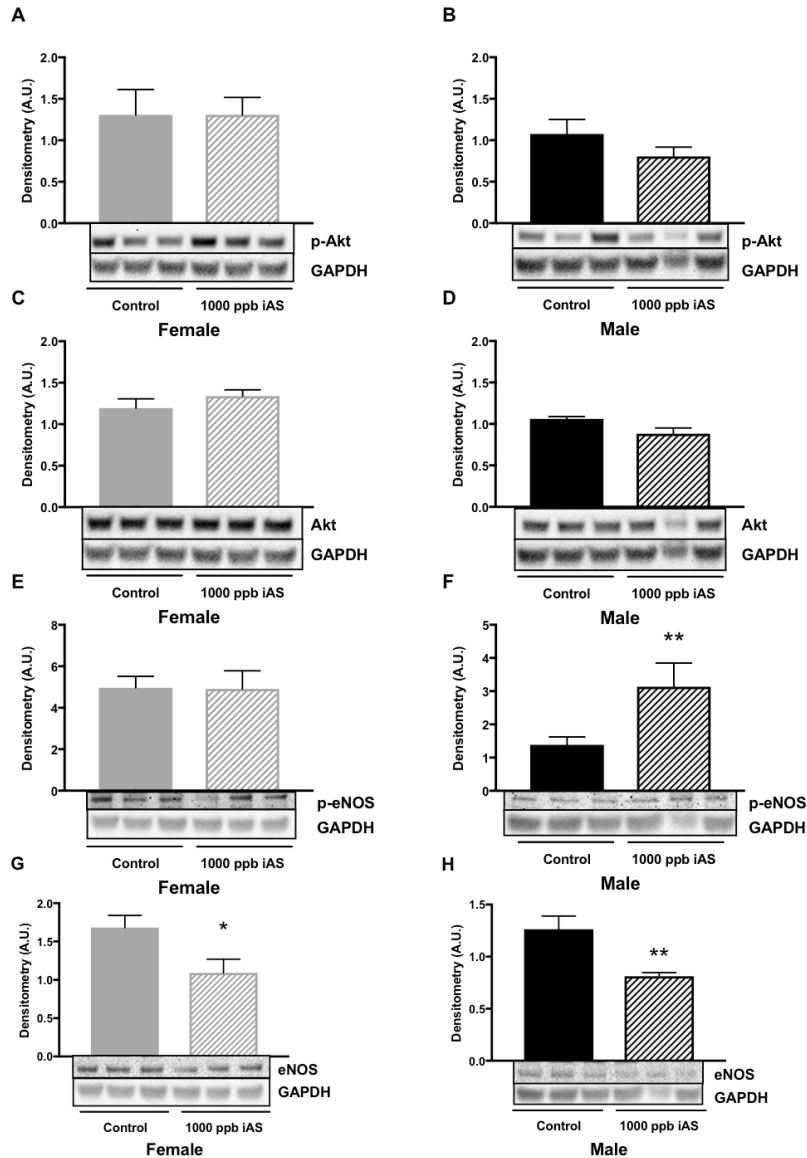 A
Densitometry (A.U.)
2.0
1.5
1.0
0.5
0.0
p-Akt
GAPDH
Control 1000 ppb iAS
Female
B
Densitometry (A.U.)
2.0
1.5
1.0
0.5
0.0
p-Akt
GAPDH
Control 1000 ppb iAS
Male
C
Densitometry (A.U.)
2.0
1.5
1.0
0.5
0.0
Akt
GAPDH
Control 1000 ppb iAS
Female
D
Densitometry (A.U.)
2.0
1.5
1.0
0.5
0.0
Akt
GAPDH
Control 1000 ppb iAS
Male
E
Densitometry (A.U.)
8
6
4
2
0
p-eNOS
GAPDH
Control 1000 ppb iAS
Female
F
Densitometry (A.U.)
5
4
3
2
1
0
**
p-eNOS
GAPDH
Control 1000 ppb iAS
Male
G
Densitometry (A.U.)
2.0
1.5
1.0
0.5
0.0
*
eNOS
GAPDH
Control 1000 ppb iAS
Female
H
Densitometry (A.U.)
1.5
1.0
0.5
0.0
**
eNOS
GAPDH
Control 1000 ppb iAS
Male